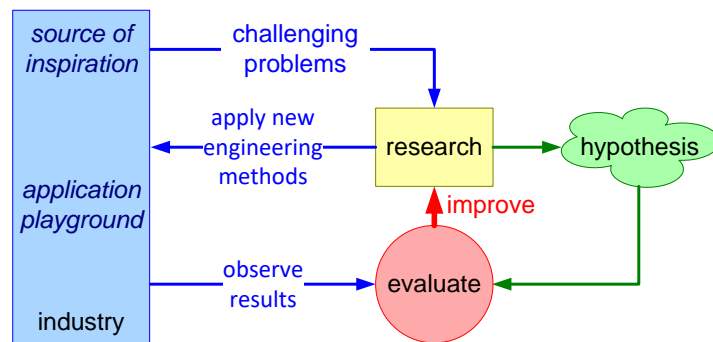 source of
inspiration
challenging
problems
apply new
engineering
methods
research
hypothesis
application
playground
improve
observe
results
evaluate
industry